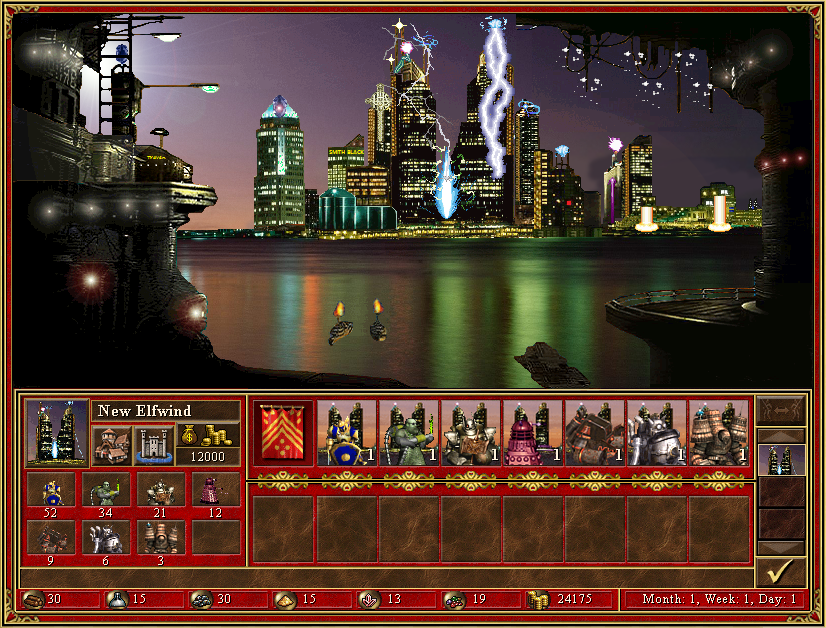 SMITH BLACK
New Elfwind
12000
1 1 1 1 1 1 1
52 34 21 12
9 6 3
30 15 30 15 13 19 24175 Month: 1, Week: 1, Day: 1